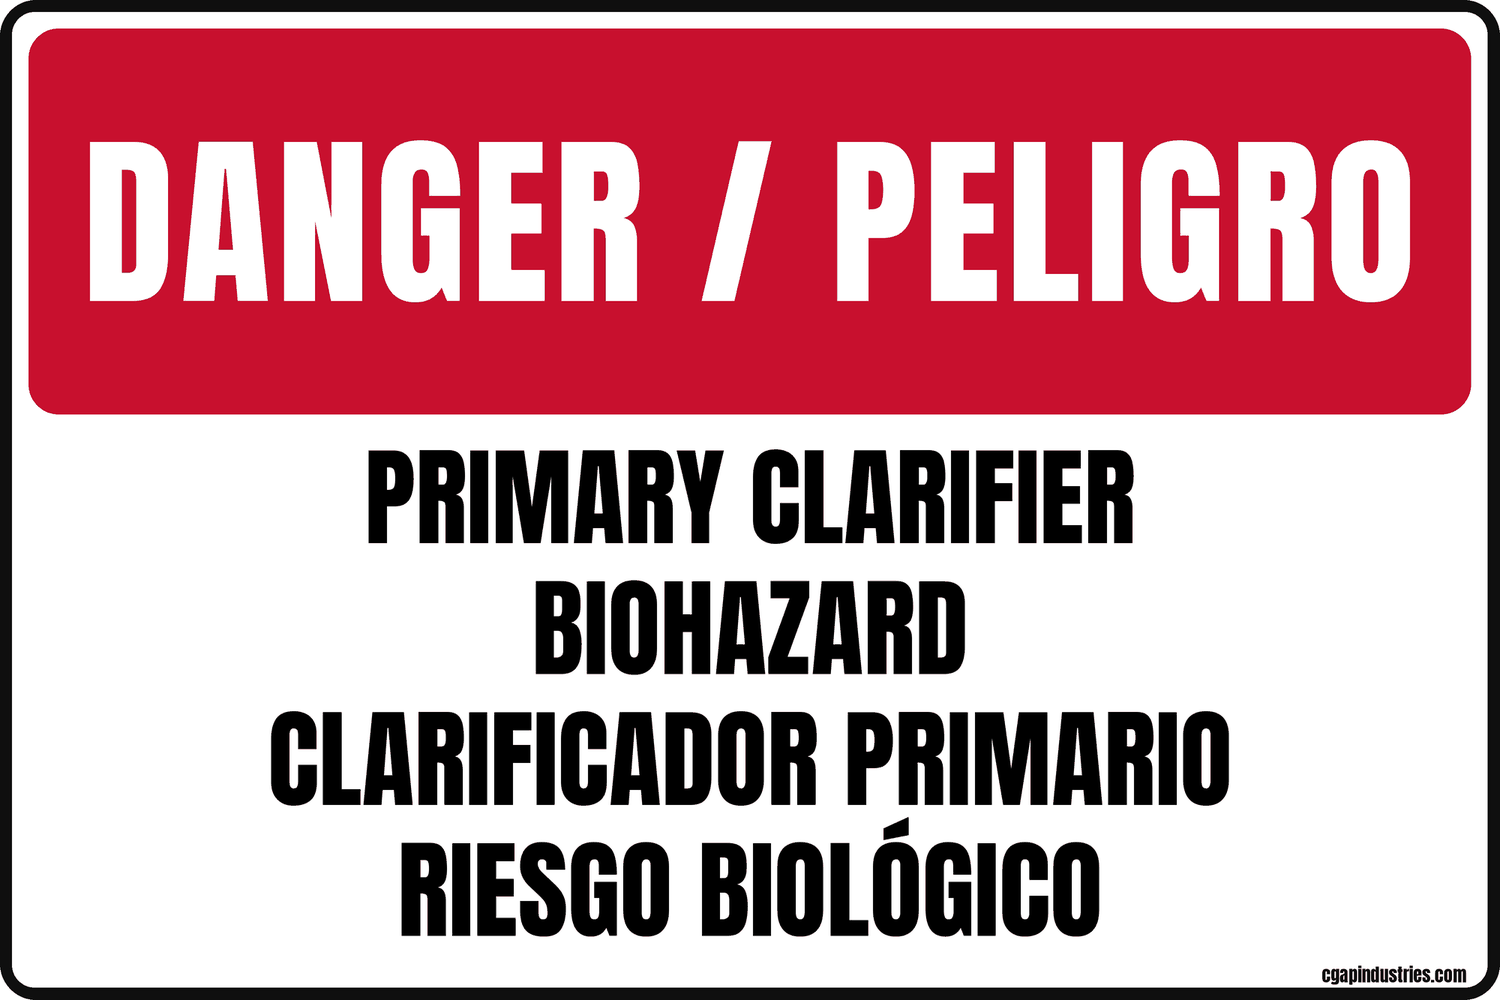 DANGER / PELIGRO
PRIMARY CLARIFIER
BIOHAZARD
CLARIFICADOR PRIMARIO
RIESGO BIOLÓGICO
cgapindustries.com